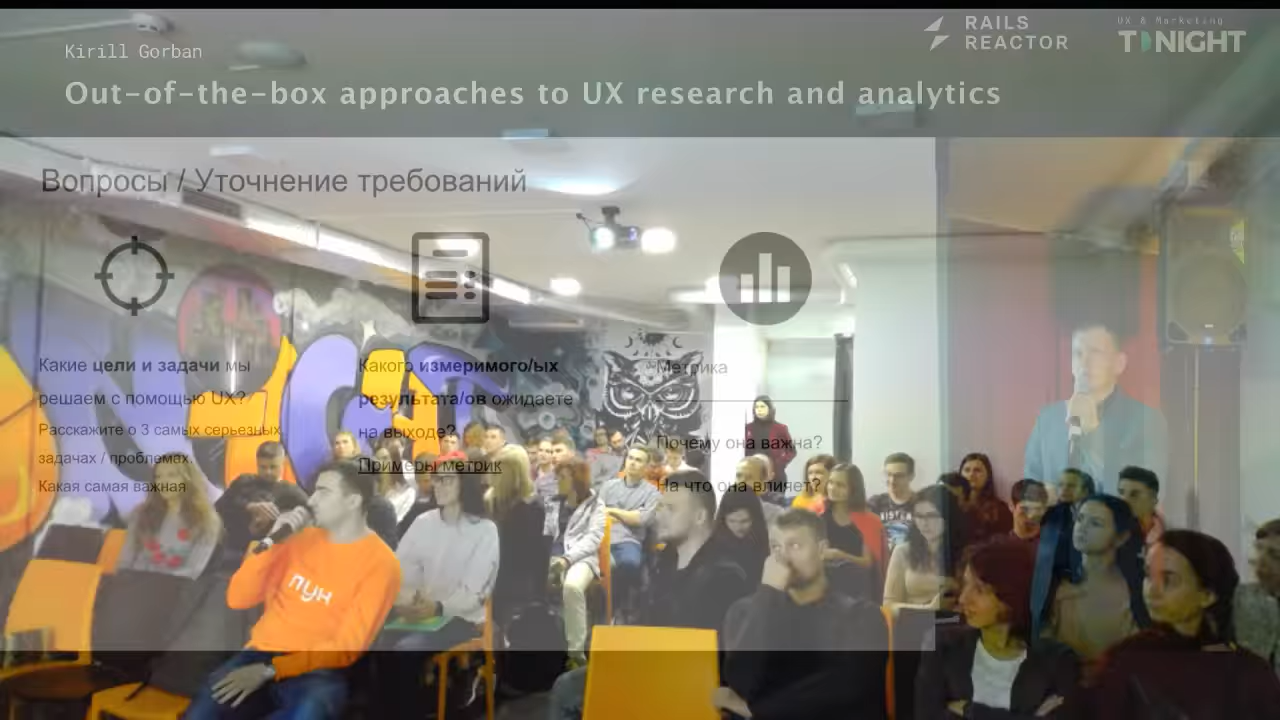 Kirill Gorban
RAILS
REACTOR
UX & Marketing
TONIGHT
Out-of-the-box approaches to UX research and analytics
Вопросы / Уточнение требований
Какие цели и задачи мы
решаем с помощью UX?
Расскажите о 3 самых серьезных
задачах / проблемах.
Какая самая важная
Какого измеримого/ых
результата/ов ожидаете
на выходе?
Примеры метрик
Метрика
Почему она важна?
На что она влияет?
лун